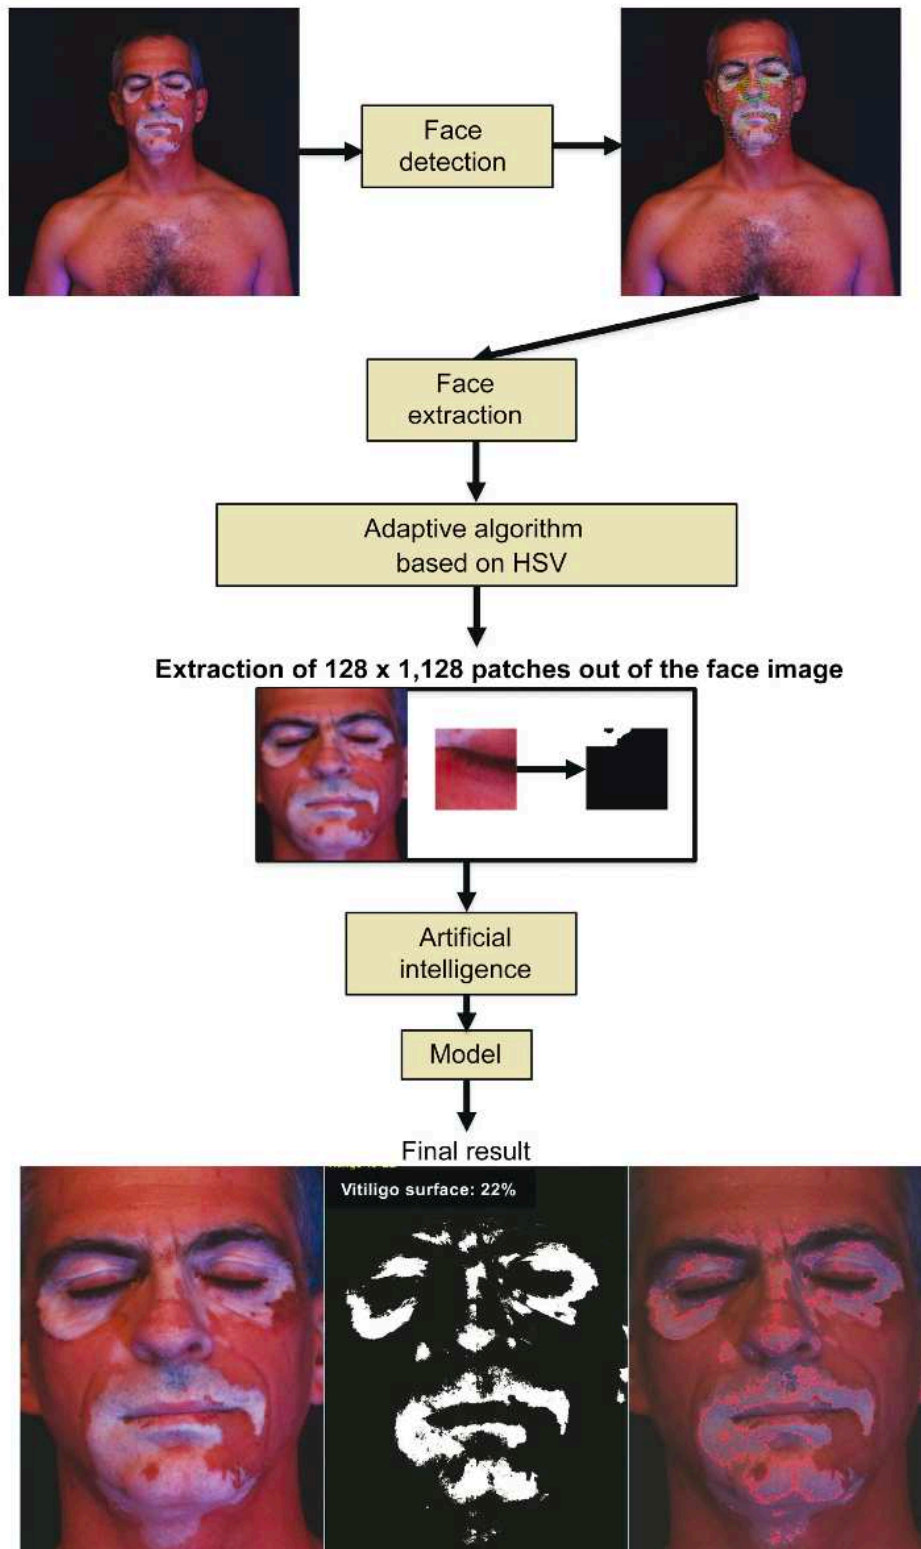 Face
detection
Face
extraction
Adaptive algorithm
based on HSV
Extraction of 128 x 1,128 patches out of the face image
Artificial
intelligence
Model
Final result
Vitiligo surface: 22%